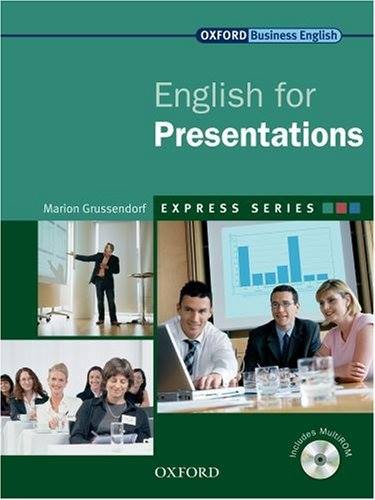 OXFORD Business English
English for
Presentations
Marion Grussendorf
EXPRESS SERIES
Includes MultiROM
OXFORD